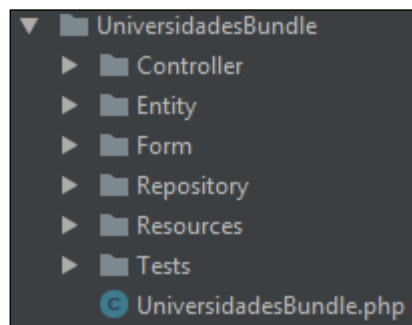 UniversidadesBundle
Controller
Entity
Form
Repository
Resources
Tests
C UniversidadesBundle.php